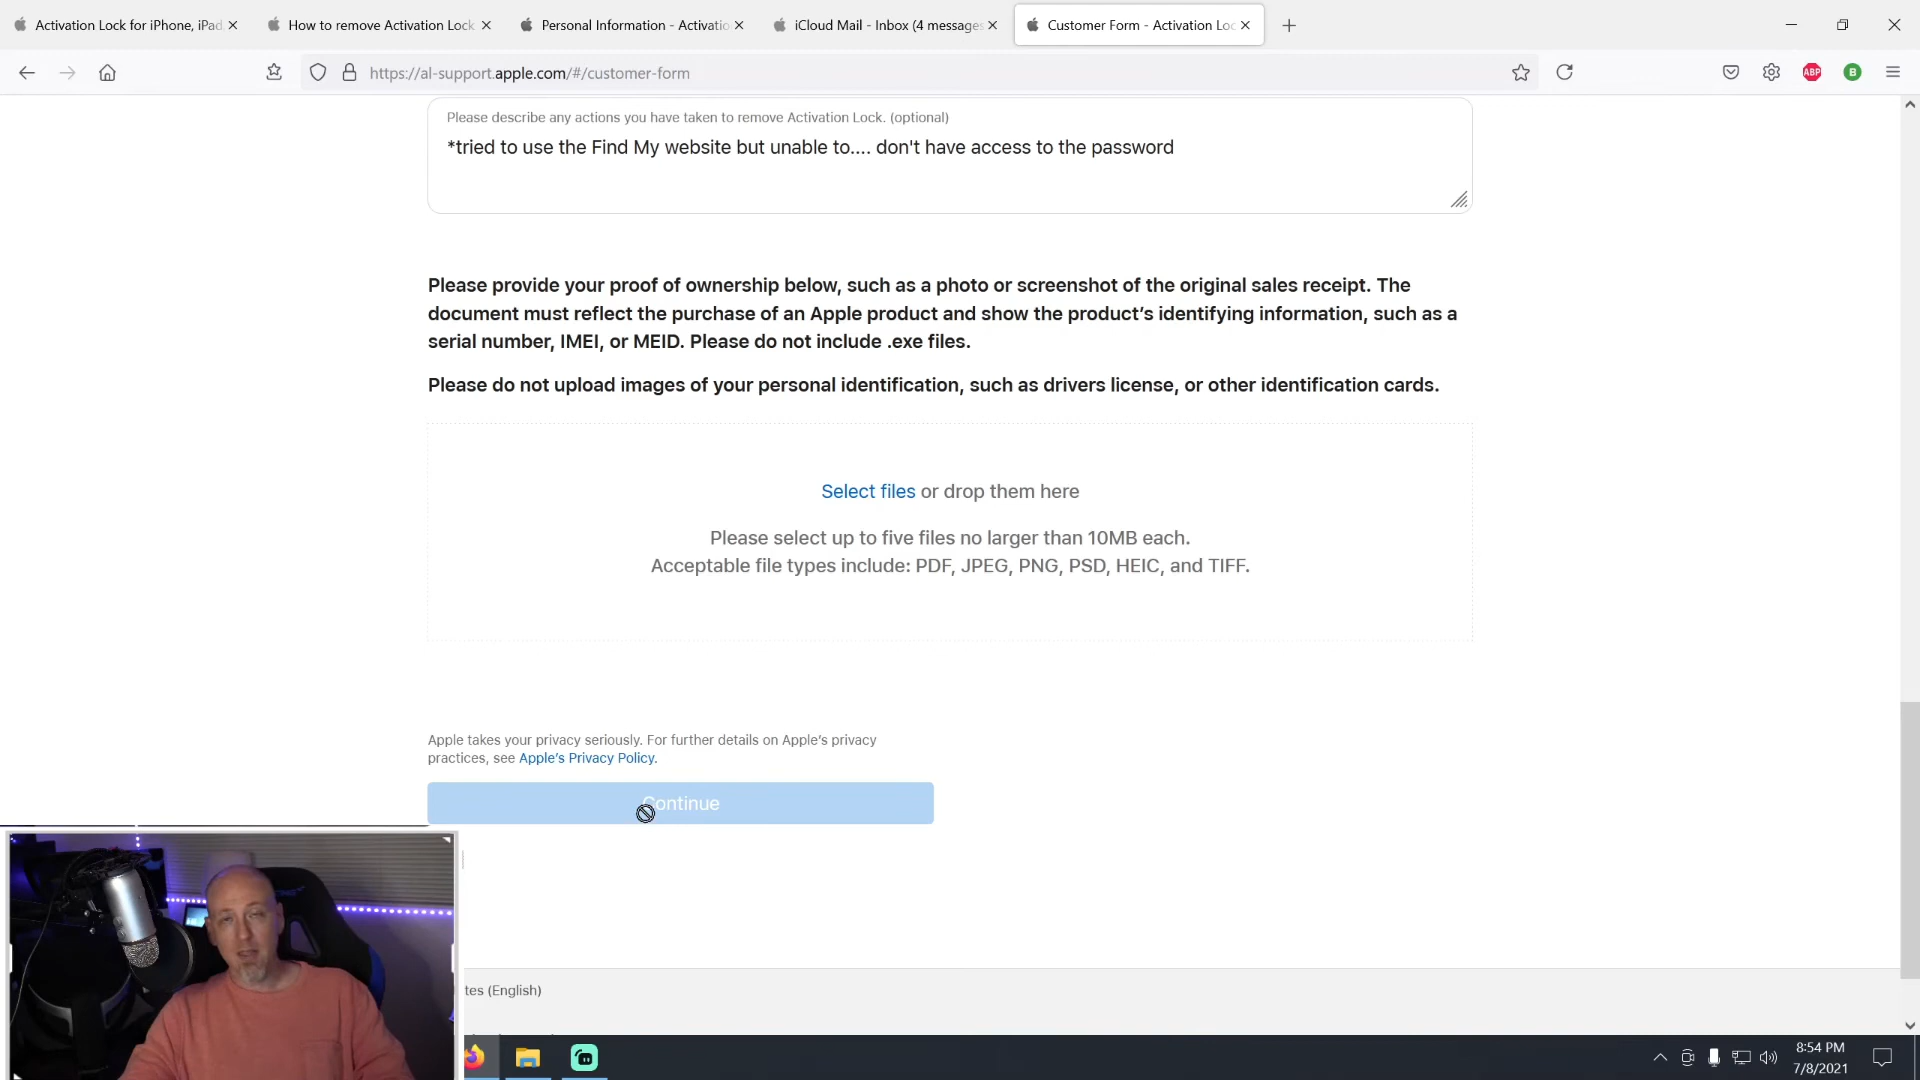 Activation Lock for iPhone, iPad
How to remove Activation Lock
Personal Information - Activatio
iCloud Mail - Inbox (4 messages
Customer Form - Activation Loc
https://al-support.apple.com/#/customer-form
ABP
B
Please describe any actions you have taken to remove Activation Lock. (optional)
*tried to use the Find My website but unable to.... don't have access to the password
Please provide your proof of ownership below, such as a photo or screenshot of the original sales receipt. The
document must reflect the purchase of an Apple product and show the product's identifying information, such as a
serial number, IMEI, or MEID. Please do not include .exe files.
Please do not upload images of your personal identification, such as drivers license, or other identification cards.
Select files or drop them here
Please select up to five files no larger than 10MB each.
Acceptable file types include: PDF, JPEG, PNG, PSD, HEIC, and TIFF.
Apple takes your privacy seriously. For further details on Apple's privacy
practices, see Apple's Privacy Policy.
Continue
tes (English)
8:54 PM
7/8/2021